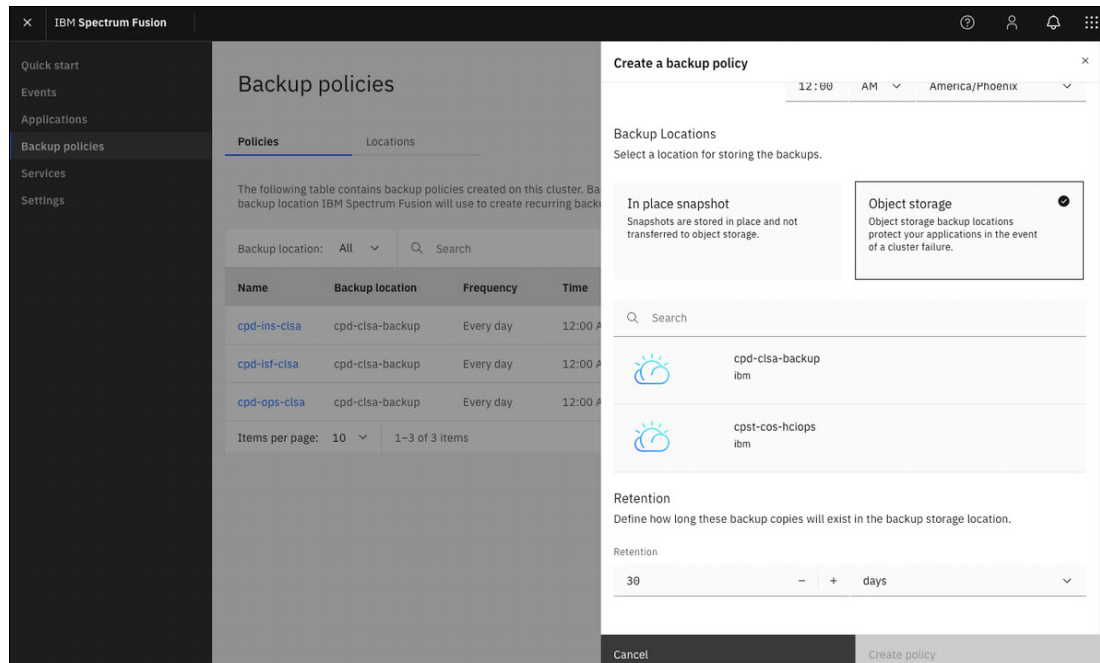 IBM Spectrum Fusion
Quick start
Events
Applications
Backup policies
Services
Settings
Backup policies
Policies
Locations
The following table contains backup policies created on this cluster. Ba
backup location IBM Spectrum Fusion will use to create recurring back
Backup location: All
Search
Name Backup location Frequency Time
cpd-ins-clsa cpd-clsa-backup Every day 12:00 A
cpd-isf-clsa cpd-clsa-backup Every day 12:00 A
cpd-ops-clsa cpd-clsa-backup Every day 12:00 A
Items per page: 10 1–3 of 3 items
Create a backup policy
12:00 AM America/Phoenix
Backup Locations
Select a location for storing the backups.
In place snapshot
Snapshots are stored in place and not
transferred to object storage.
Object storage
Object storage backup locations
protect your applications in the event
of a cluster failure.
Search
cpd-clsa-backup
ibm
cpst-cos-hciops
ibm
Retention
Define how long these backup copies will exist in the backup storage location.
Retention
30 − + days
Cancel
Create policy